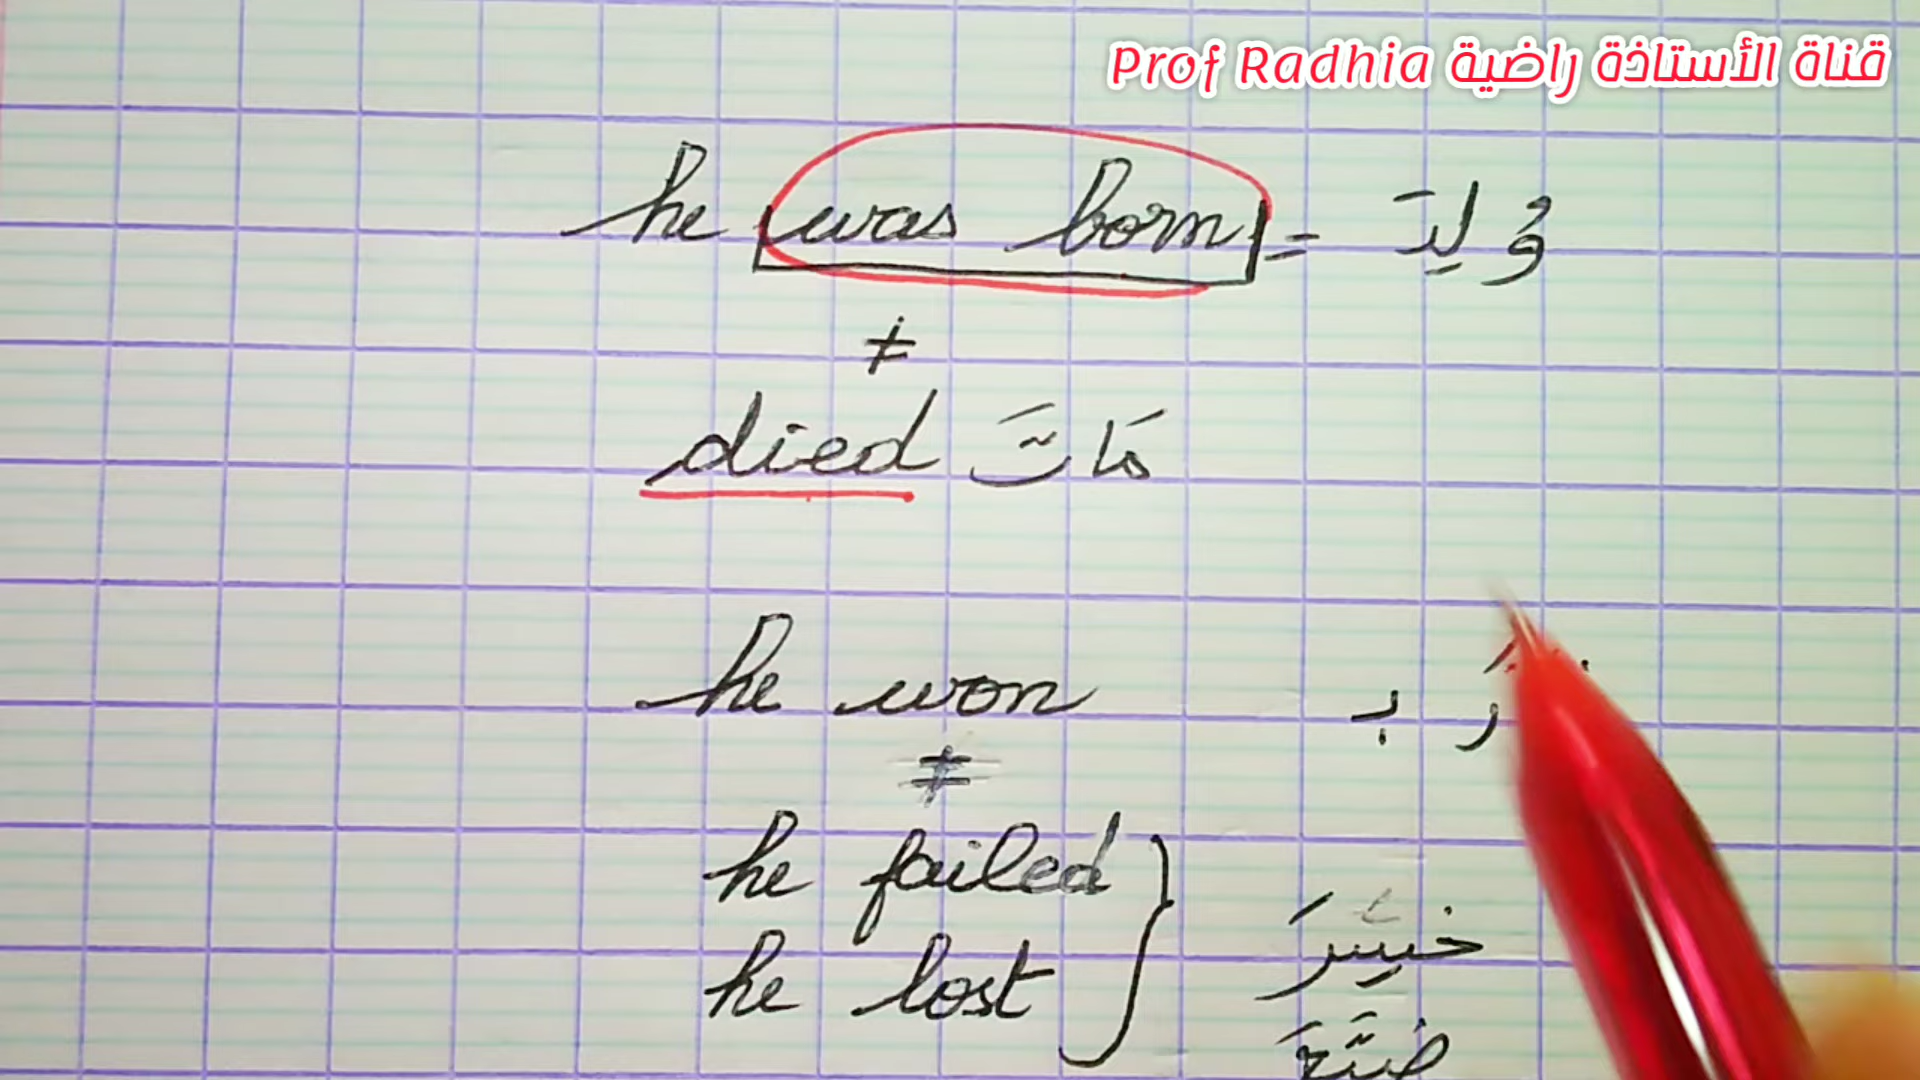 Prof Radhia قناة الأستاذة راضية
he was born = وُلِدَ
≠
died مَاتَ
he won
≠
he failed }
he lost
خَسِرَ
ضَيَّعَ